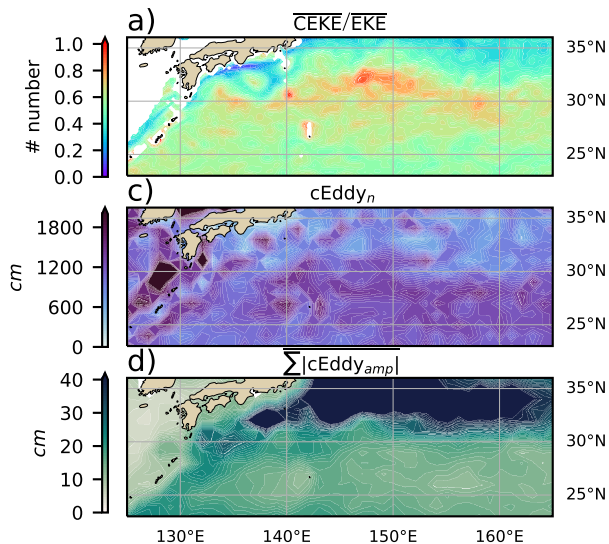 a) CEKE/EKE
1.0
0.8
0.6
0.4
0.2
0.0
# number
35°N
30°N
25°N
c) cEddyₙ
1800
1200
600
0
cm
35°N
30°N
25°N
d) ∑|cEddyₐₘₚ|
40
30
20
10
0
cm
35°N
30°N
25°N
130°E 140°E 150°E 160°E